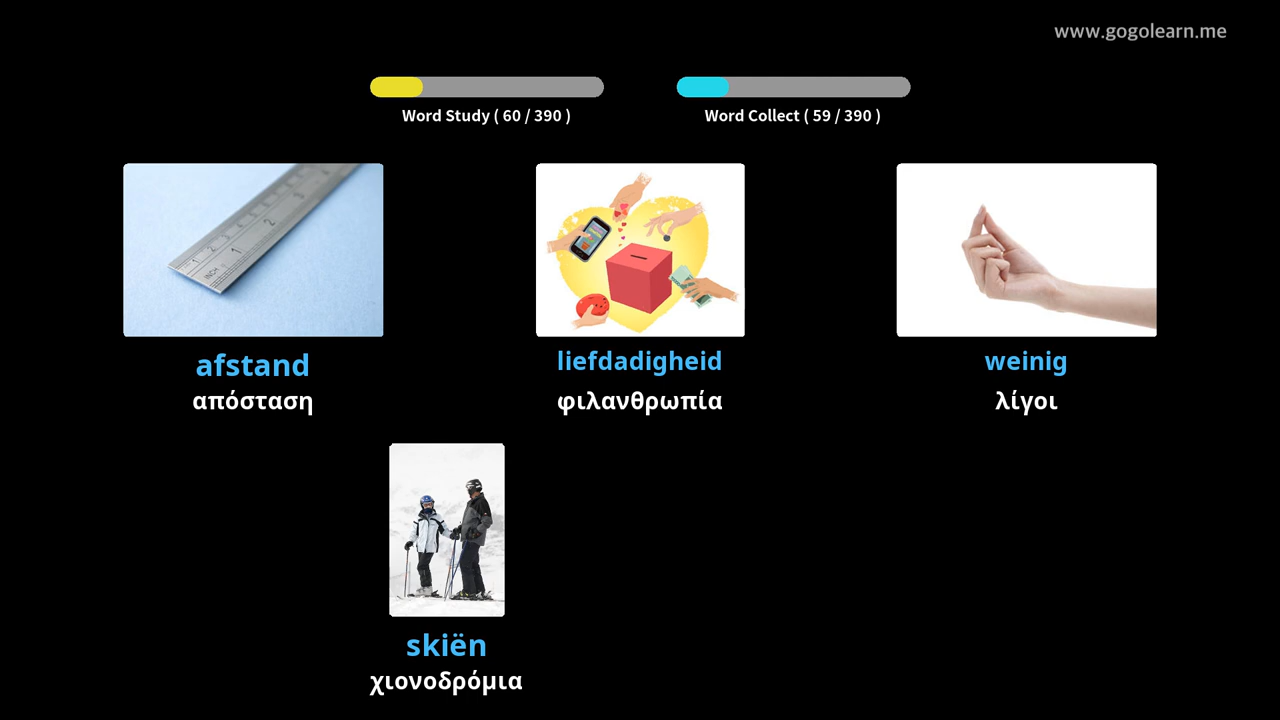 www.gogolearn.me
Word Study ( 60 / 390 )
Word Collect ( 59 / 390 )
afstand
απόσταση
liefdadigheid
φιλανθρωπία
weinig
λίγοι
skiën
χιονοδρόμια